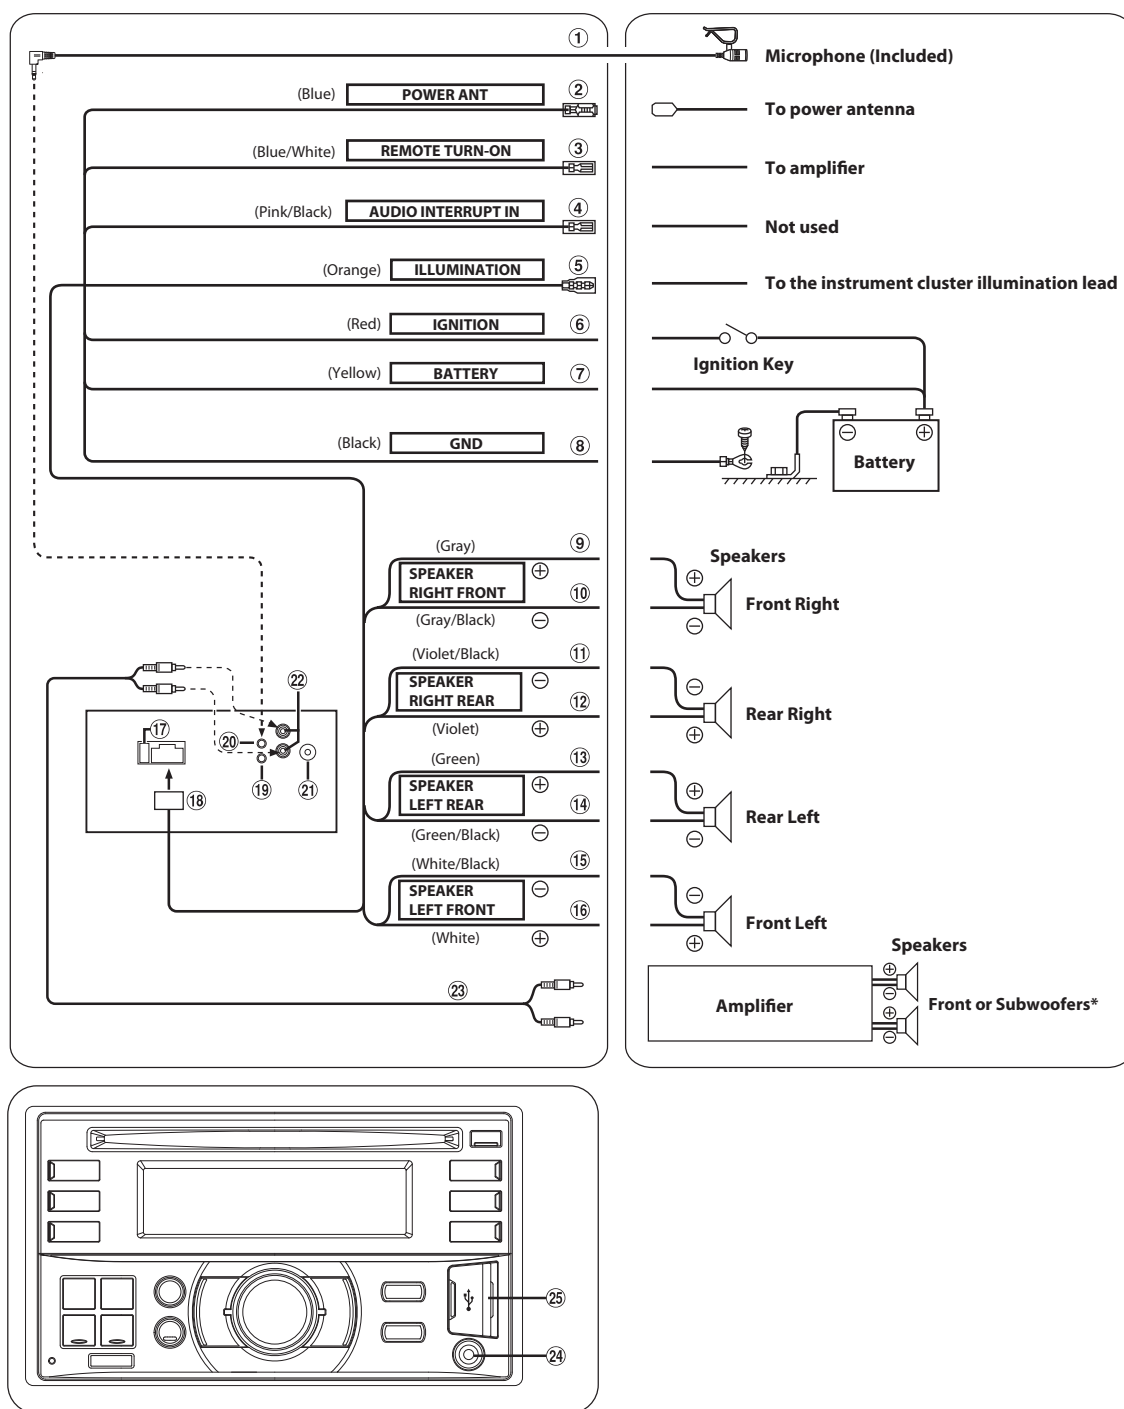 ① Microphone (Included)
(Blue) POWER ANT ② To power antenna
(Blue/White) REMOTE TURN-ON ③ To amplifier
(Pink/Black) AUDIO INTERRUPT IN ④ Not used
(Orange) ILLUMINATION ⑤ To the instrument cluster illumination lead
(Red) IGNITION ⑥
Ignition Key
(Yellow) BATTERY ⑦
(Black) GND ⑧
⊖ ⊕
Battery
(Gray) ⑨
Speakers
SPEAKER ⊕
RIGHT FRONT ⑩
(Gray/Black) ⊖
⊕
Front Right
⊖
(Violet/Black) ⑪
SPEAKER ⊖
RIGHT REAR ⑫
(Violet) ⊕
⊖
Rear Right
⊕
(Green) ⑬
SPEAKER ⊕
LEFT REAR ⑭
(Green/Black) ⊖
⊕
Rear Left
⊖
(White/Black) ⑮
SPEAKER ⊖
LEFT FRONT ⑯
(White) ⊕
⊖
Front Left
⊕
㉒
⑰
⑳
⑲ ㉑
⑱
㉓
Speakers
Amplifier
⊕
⊖
⊕
⊖
Front or Subwoofers*
㉕
㉔